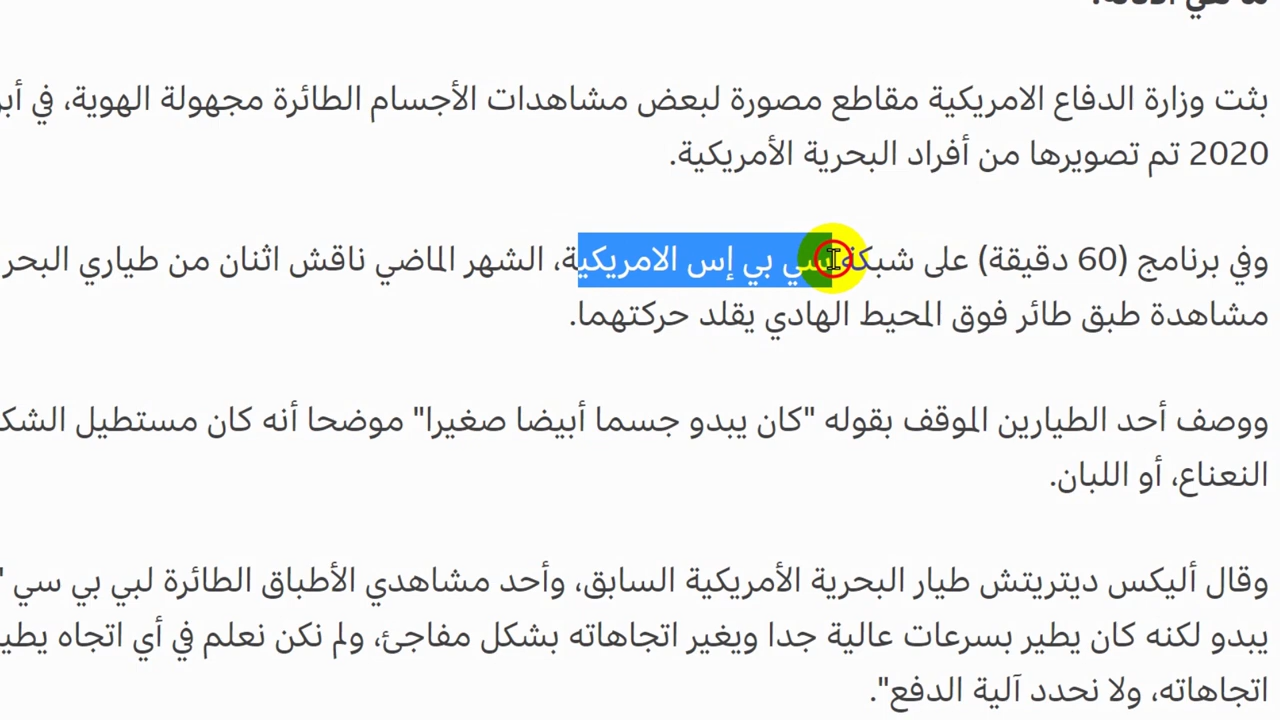 بثت وزارة الدفاع الامريكية مقاطع مصورة لبعض مشاهدات الأجسام الطائرة مجهولة الهوية، في
2020 تم تصويرها من أفراد البحرية الأمريكية.
وفي برنامج (60 دقيقة) على شبكة سي بي إس الامريكية، الشهر الماضي ناقش اثنان من طياري
مشاهدة طبق طائر فوق المحيط الهادي يقلد حركتهما.
ووصف أحد الطيارين الموقف بقوله "كان يبدو جسما أبيضا صغيرا" موضحا أنه كان مستطيل
النعناع، أو اللبان.
وقال أليكس ديتريتش طيار البحرية الأمريكية السابق، وأحد مشاهدي الأطباق الطائرة لبي بي سي "
يبدو لكنه كان يطير بسرعات عالية جدا ويغير اتجاهاته بشكل مفاجئ، ولم نكن نعلم في أي اتجاه
اتجاهاته، ولا نحدد آلية الدفع".